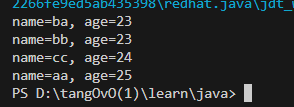 2266fe9ed5ab435398\redhat.java\jdt_
name=ba, age=23
name=bb, age=23
name=cc, age=24
name=aa, age=25
PS D:\tangOvO(1)\learn\java>